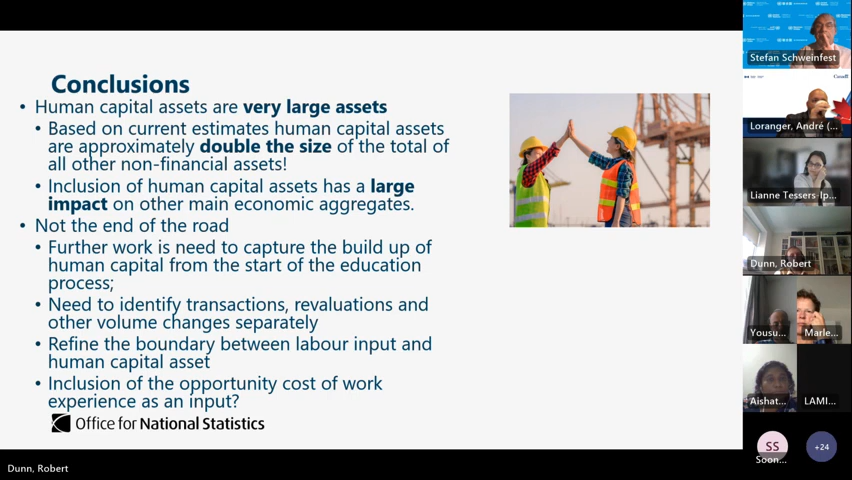 Conclusions
• Human capital assets are very large assets
• Based on current estimates human capital assets
are approximately double the size of the total of
all other non-financial assets!
• Inclusion of human capital assets has a large
impact on other main economic aggregates.
• Not the end of the road
• Further work is need to capture the build up of
human capital from the start of the education
process;
• Need to identify transactions, revaluations and
other volume changes separately
• Refine the boundary between labour input and
human capital asset
• Inclusion of the opportunity cost of work
experience as an input?
Office for National Statistics
Dunn, Robert
Stefan Schweinfest
Canada
Loranger, André (...
Lianne Tessers-Ip...
Dunn, Robert
Yousu...
Marle...
Aishat...
LAMI...
SS
Soon...
+24